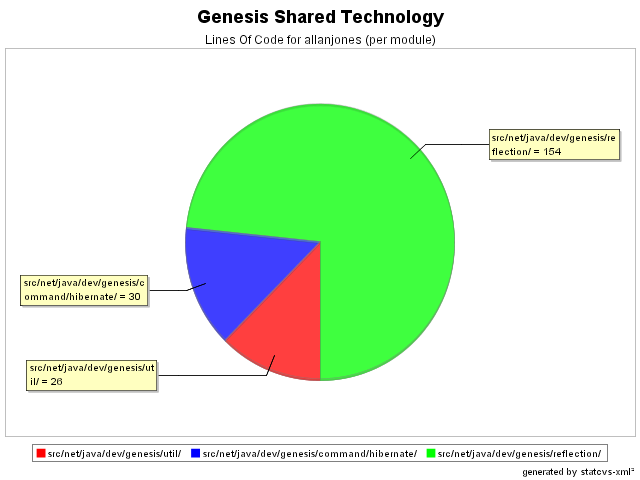 Genesis Shared Technology
Lines Of Code for allanjones (per module)
src/net/java/dev/genesis/re
flection/ = 154
src/net/java/dev/genesis/c
ommand/hibernate/ = 30
src/net/java/dev/genesis/ut
il/ = 26
src/net/java/dev/genesis/util/ src/net/java/dev/genesis/command/hibernate/ src/net/java/dev/genesis/reflection/
generated by statcvs-xml²